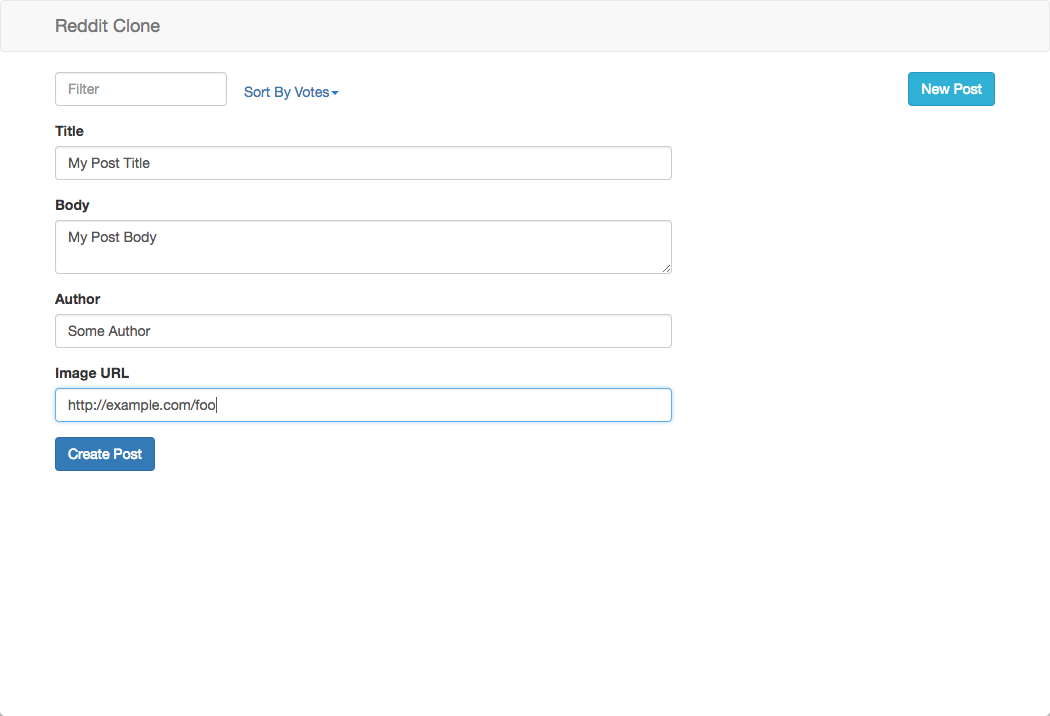 Reddit Clone
Filter
Sort By Votes
New Post
Title
My Post Title
Body
My Post Body
Author
Some Author
Image URL
http://example.com/foo
Create Post